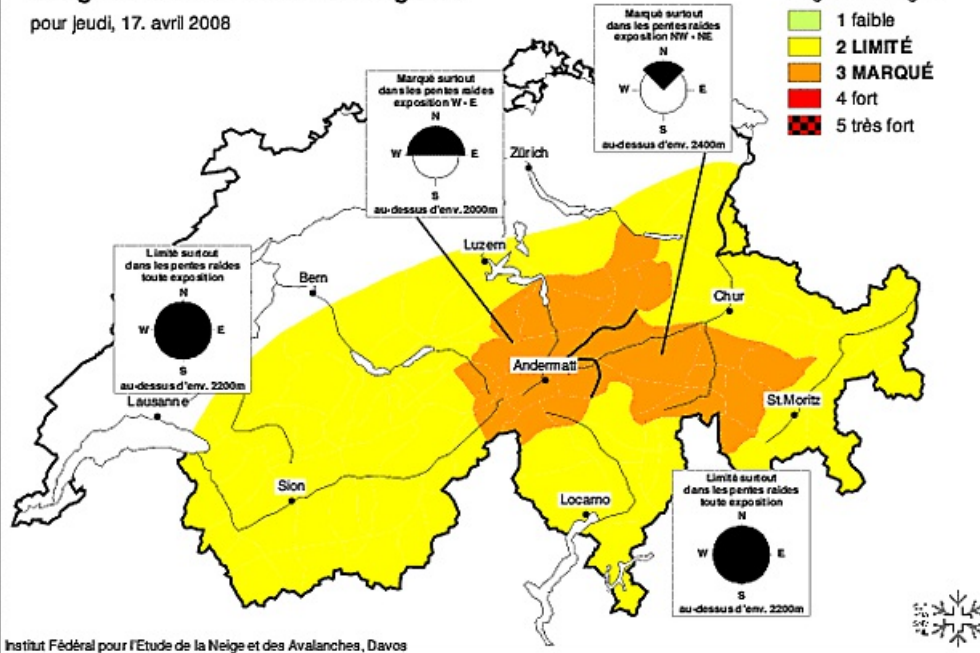 pour jeudi, 17. avril 2008
1 faible
2 LIMITÉ
3 MARQUÉ
4 fort
5 très fort
Marqué surtout
dans les pentes raides
exposition NW - NE
N
W
E
S
au-dessus d'env. 2400m
Marqué surtout
dans les pentes raides
exposition W - E
N
W
E
S
au-dessus d'env. 2000m
Zürich
Luzern
Limité surtout
dans les pentes raides
toute exposition
N
W
E
S
au-dessus d'env. 2200m
Bern
Chur
Andermatt
Lausanne
St.Moritz
Sion
Locarno
Limité surtout
dans les pentes raides
toute exposition
N
W
E
S
au-dessus d'env. 2200m
Institut Fédéral pour l'Etude de la Neige et des Avalanches, Davos